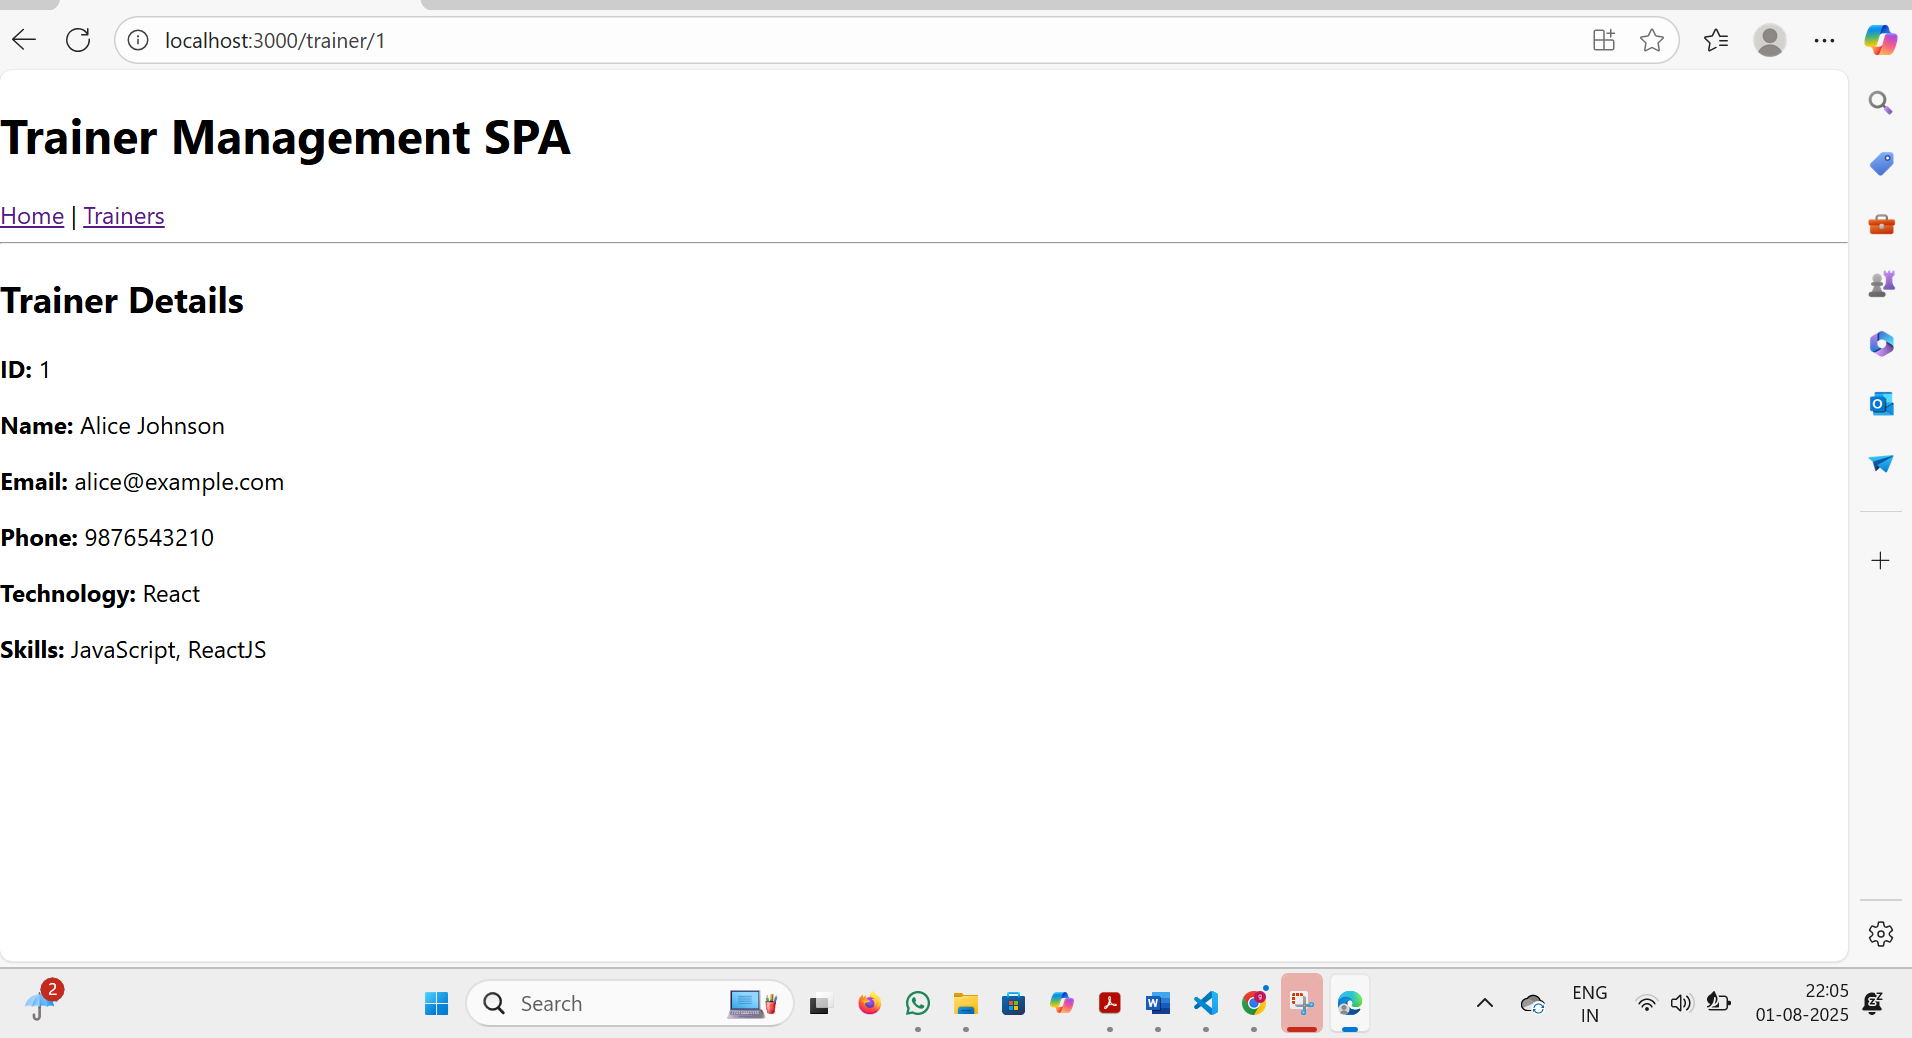 localhost:3000/trainer/1
Trainer Management SPA
Home | Trainers
Trainer Details
ID: 1
Name: Alice Johnson
Email: alice@example.com
Phone: 9876543210
Technology: React
Skills: JavaScript, ReactJS
2
Search
9
ENG
IN
22:05
01-08-2025